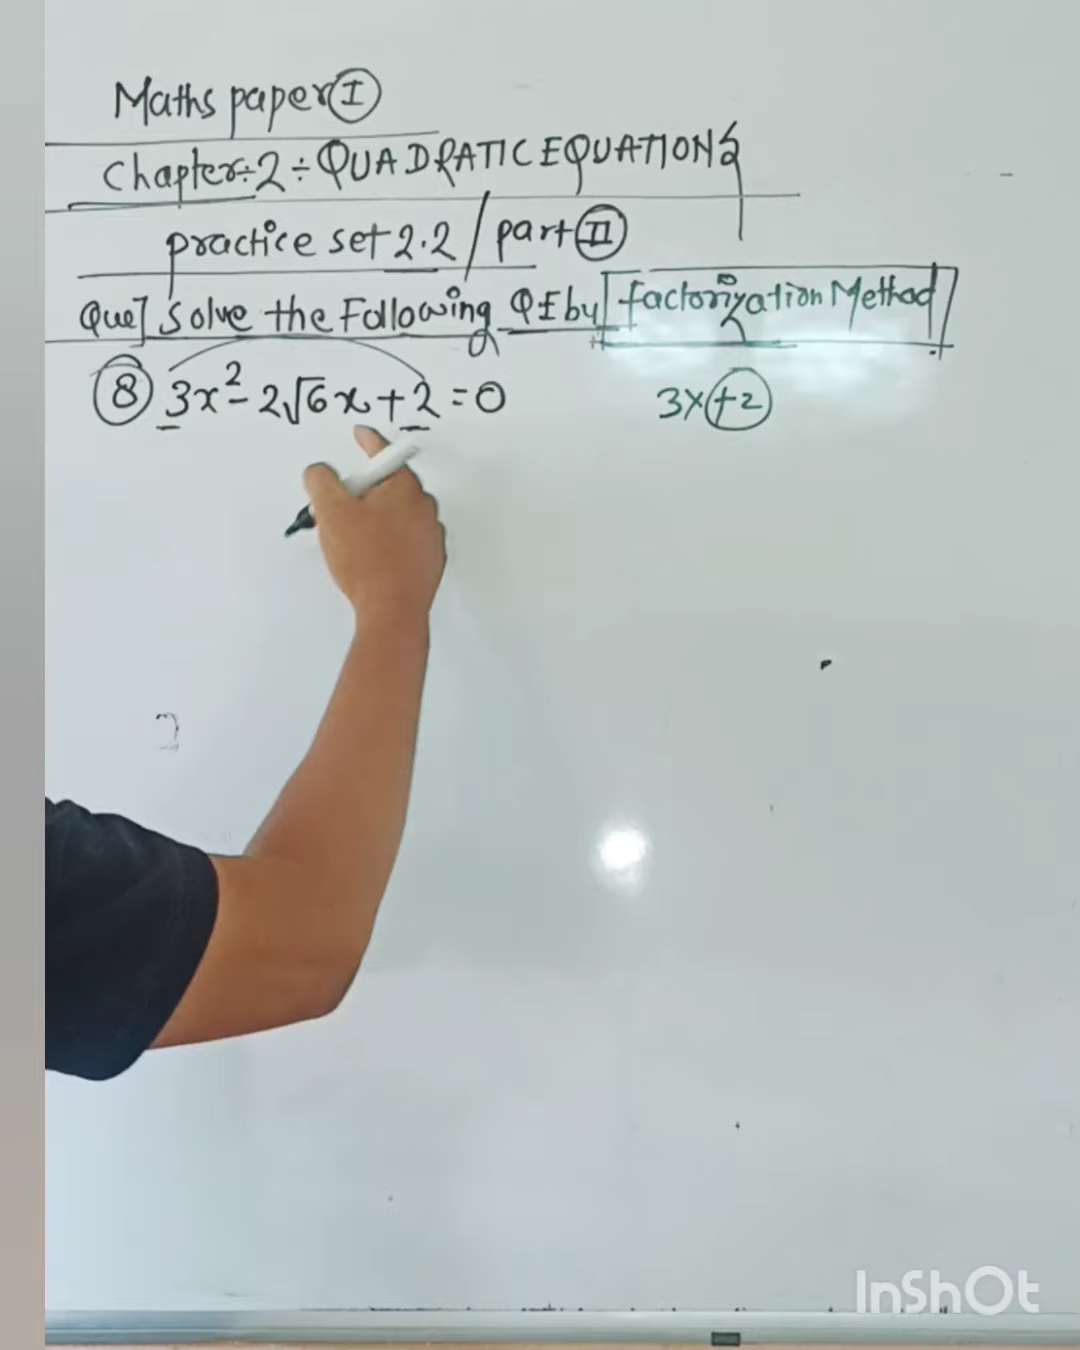 Maths paper I
Chapter÷2÷QUADRATIC EQUATIONS
practice set 2.2 / part II
Que] Solve the Following QE by factorization Method
8 3x²-2√6x+2=0
3×+2
InShOt